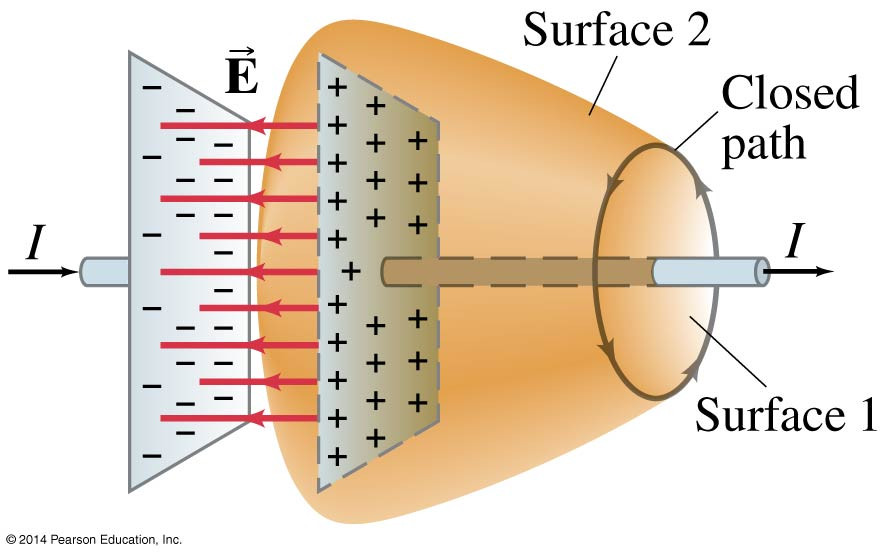 Surface 2
E
Closed
path
I
I
Surface 1
© 2014 Pearson Education, Inc.